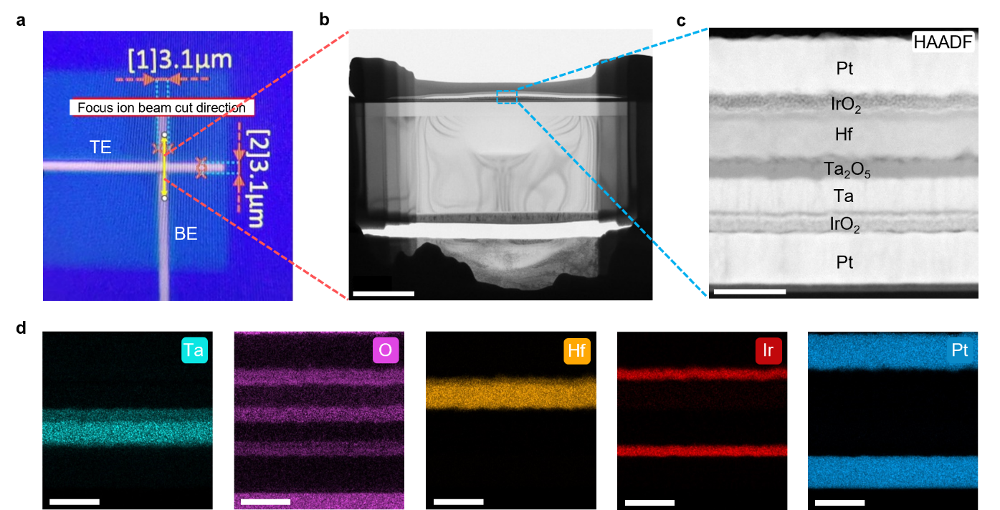 a
[1]3.1μm
Focus ion beam cut direction
TE
[2]3.1μm
BE
b
c
HAADF
Pt
IrO₂
Hf
Ta₂O₅
Ta
IrO₂
Pt
d
Ta
O
Hf
Ir
Pt